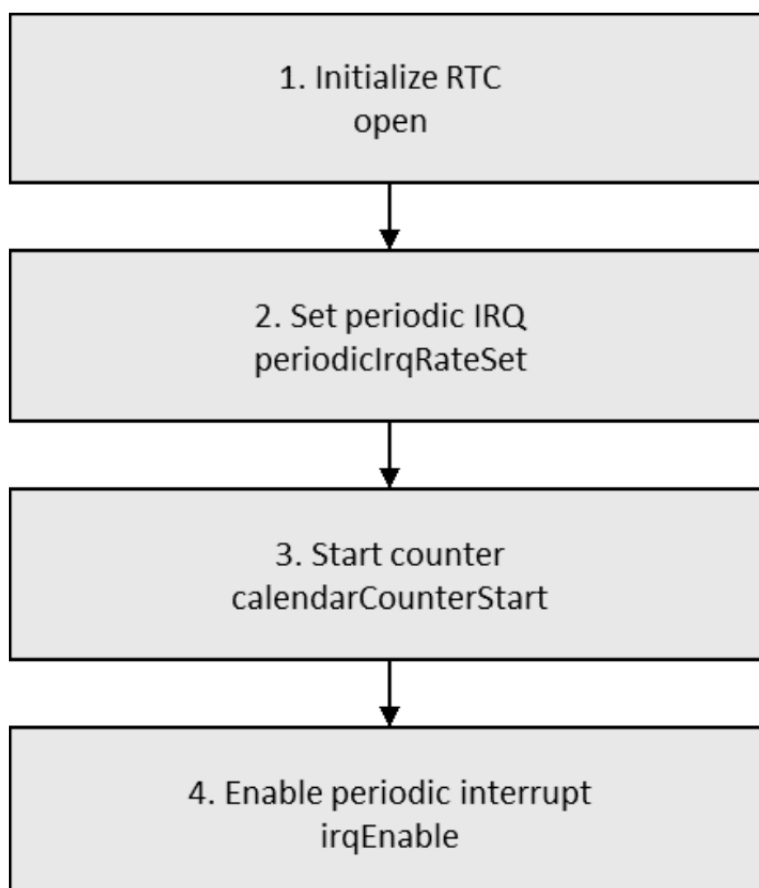 1. Initialize RTC
open
2. Set periodic IRQ
periodicIrqRateSet
3. Start counter
calendarCounterStart
4. Enable periodic interrupt
irqEnable